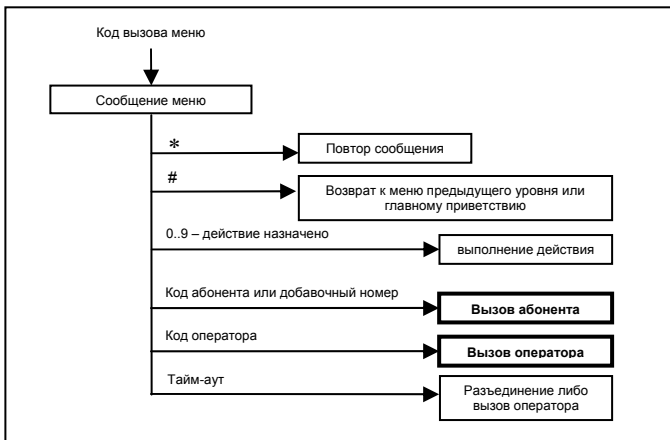 Код вызова меню
Сообщение меню
*
Повтор сообщения
#
Возврат к меню предыдущего уровня или
главному приветствию
0..9 – действие назначено
выполнение действия
Код абонента или добавочный номер
Вызов абонента
Код оператора
Вызов оператора
Тайм-аут
Разъединение либо
вызов оператора